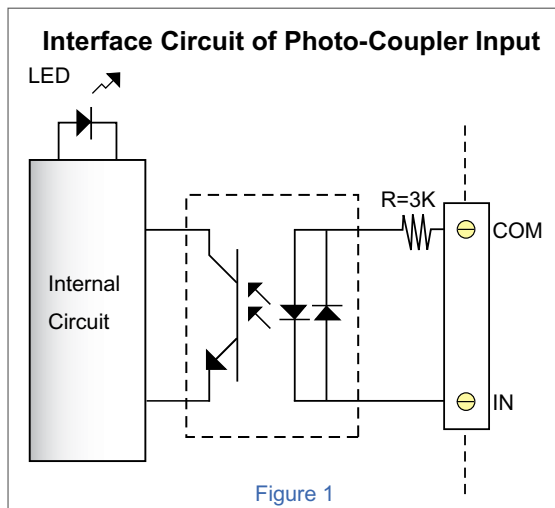 Interface Circuit of Photo-Coupler Input
LED
R=3K
COM
Internal
Circuit
IN
Figure 1